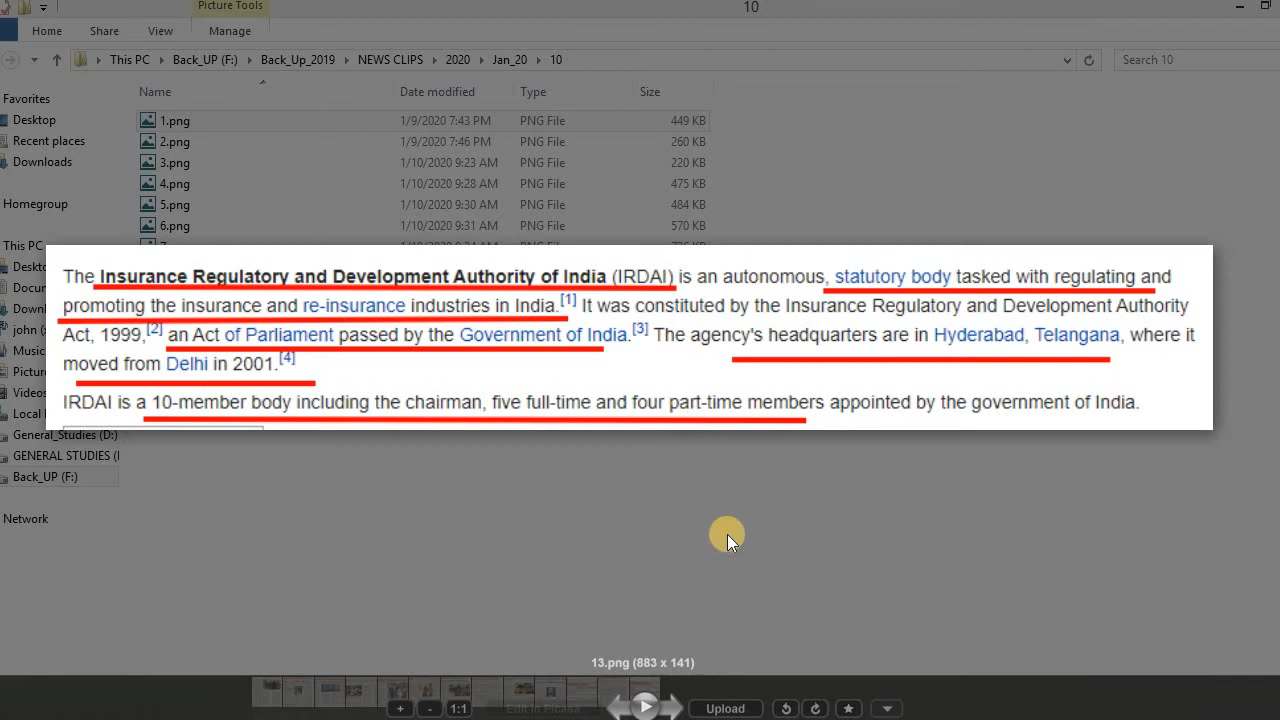 Picture Tools
10
Home Share View Manage
This PC Back_UP (F:) Back_Up_2019 NEWS CLIPS 2020 Jan_20 10 Search 10
Name Date modified Type Size
Favorites
Desktop 1.png 1/9/2020 7:43 PM PNG File 449 KB
Recent places 2.png 1/9/2020 7:46 PM PNG File 260 KB
Downloads 3.png 1/10/2020 9:23 AM PNG File 220 KB
4.png 1/10/2020 9:28 AM PNG File 475 KB
Homegroup 5.png 1/10/2020 9:30 AM PNG File 484 KB
6.png 1/10/2020 9:31 AM PNG File 570 KB
This PC
The Insurance Regulatory and Development Authority of India (IRDAI) is an autonomous, statutory body tasked with regulating and
promoting the insurance and re-insurance industries in India.[1] It was constituted by the Insurance Regulatory and Development Authority
Act, 1999,[2] an Act of Parliament passed by the Government of India.[3] The agency's headquarters are in Hyderabad, Telangana, where it
moved from Delhi in 2001.[4]
IRDAI is a 10-member body including the chairman, five full-time and four part-time members appointed by the government of India.
john (
Music
Video
Local
General_Studies (D:)
GENERAL STUDIES (
Back_UP (F:)
Network
13.png (883 x 141)
+ - 1:1 Edit in Picasa Upload